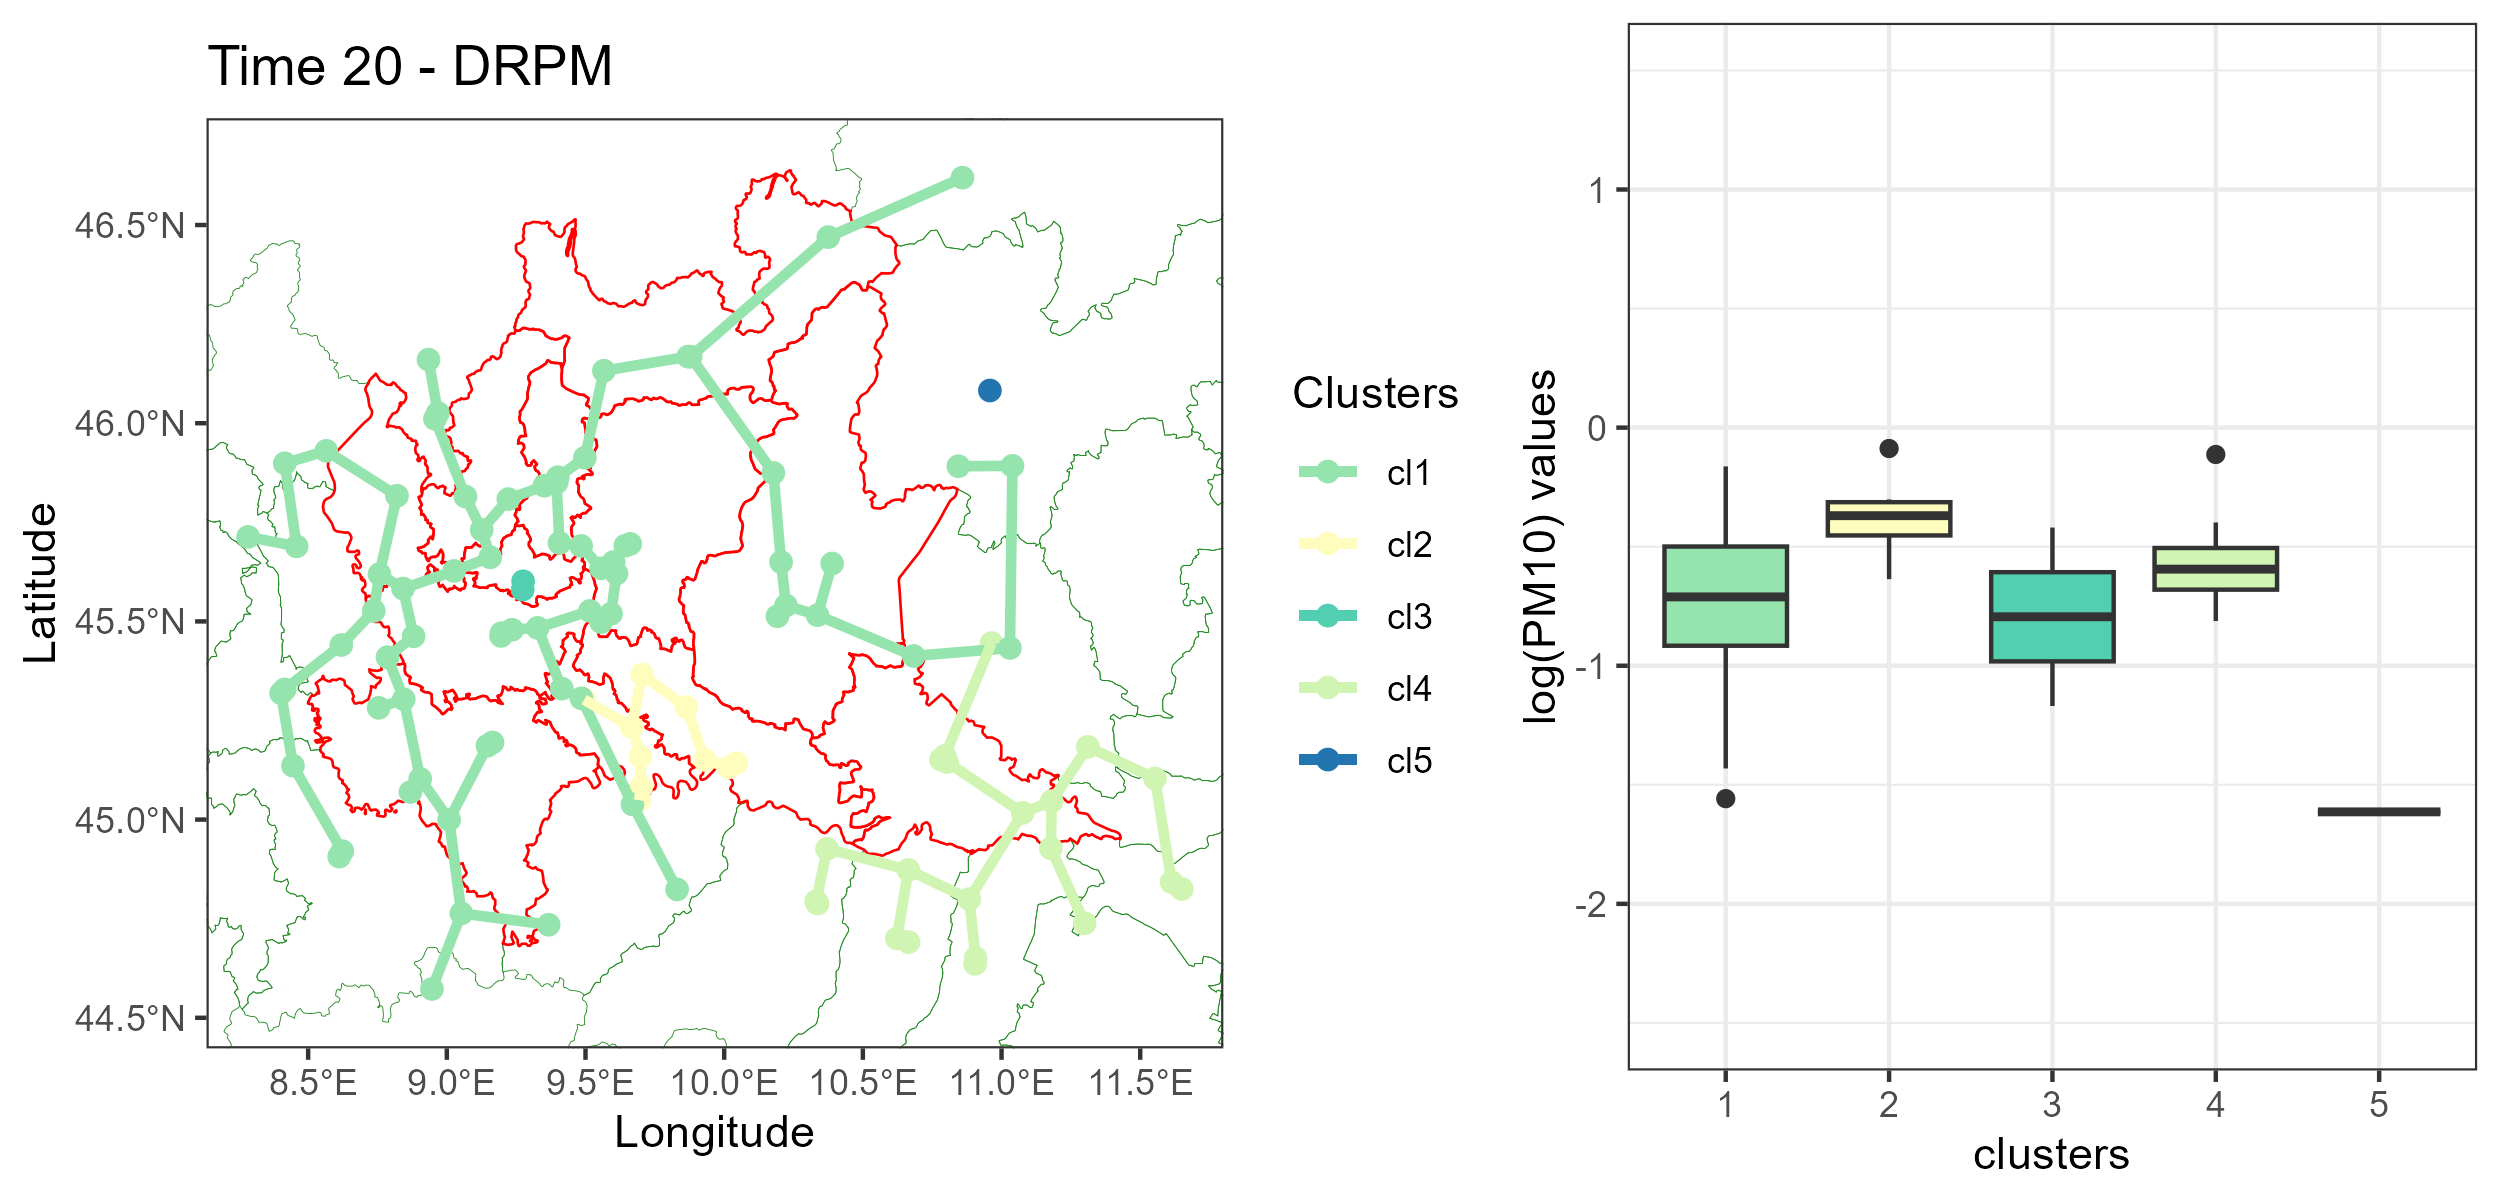 Time 20 - DRPM
46.5°N
46.0°N
45.5°N
45.0°N
44.5°N
Latitude
8.5°E 9.0°E 9.5°E 10.0°E 10.5°E 11.0°E 11.5°E
Longitude
Clusters
cl1
cl2
cl3
cl4
cl5
log(PM10) values
1
0
-1
-2
1 2 3 4 5
clusters